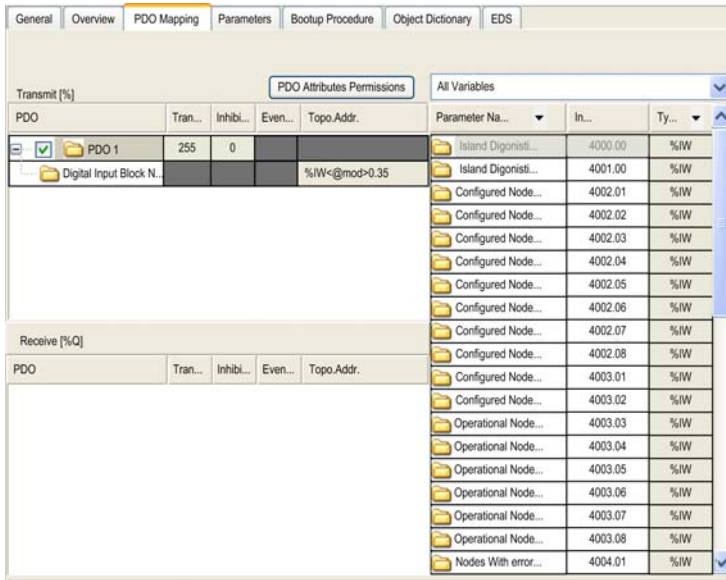 General Overview PDO Mapping Parameters Bootup Procedure Object Dictionary EDS
Transmit [%]
PDO Attributes Permissions
PDO Tran... Inhibi... Even... Topo.Addr.
PDO 1 255 0
Digital Input Block N... %IW<@mod>0.35
Receive [%Q]
PDO Tran... Inhibi... Even... Topo.Addr.
All Variables
Parameter Na... In... Ty...
Island Digonisti... 4000.00 %IW
Island Digonisti... 4001.00 %IW
Configured Node... 4002.01 %IW
Configured Node... 4002.02 %IW
Configured Node... 4002.03 %IW
Configured Node... 4002.04 %IW
Configured Node... 4002.05 %IW
Configured Node... 4002.06 %IW
Configured Node... 4002.07 %IW
Configured Node... 4002.08 %IW
Configured Node... 4003.01 %IW
Configured Node... 4003.02 %IW
Operational Node... 4003.03 %IW
Operational Node... 4003.04 %IW
Operational Node... 4003.05 %IW
Operational Node... 4003.06 %IW
Operational Node... 4003.07 %IW
Operational Node... 4003.08 %IW
Nodes With error... 4004.01 %IW